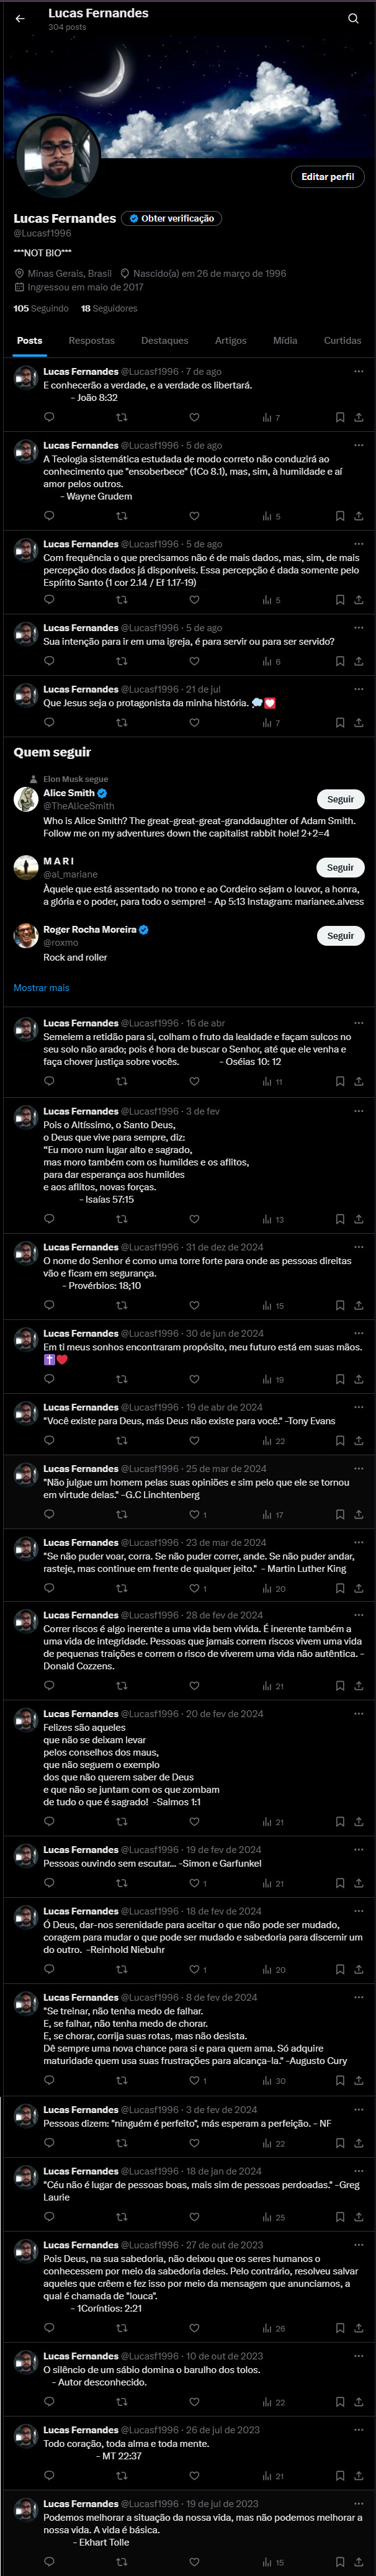 Lucas Fernandes
304 posts
Editar perfil
Lucas Fernandes Obter verificação
@Lucasf1996
***NOT BIO***
Minas Gerais, Brasil Nascido(a) em 26 de março de 1996
Ingressou em maio de 2017
105 Seguindo 18 Seguidores
Posts Respostas Destaques Artigos Mídia Curtidas
Lucas Fernandes @Lucasf1996 · 7 de ago
E conhecerão a verdade, e a verdade os libertará.
- João 8:32
7
Lucas Fernandes @Lucasf1996 · 5 de ago
A Teologia sistemática estudada de modo correto não conduzirá ao
conhecimento que "ensoberbece" (1Co 8.1), mas, sim, à humildade e aí
amor pelos outros.
- Wayne Grudem
5
Lucas Fernandes @Lucasf1996 · 5 de ago
Com frequência o que precisamos não é de mais dados, mas, sim, de mais
percepção dos dados já disponíveis. Essa percepção é dada somente pelo
Espírito Santo (1 cor 2.14 / Ef 1.17-19)
5
Lucas Fernandes @Lucasf1996 · 5 de ago
Sua intenção para ir em uma igreja, é para servir ou para ser servido?
6
Lucas Fernandes @Lucasf1996 · 21 de jul
Que Jesus seja o protagonista da minha história. 💭💟
7
Quem seguir
Elon Musk segue
Alice Smith
@TheAliceSmith
Seguir
Who is Alice Smith? The great-great-great-granddaughter of Adam Smith.
Follow me on my adventures down the capitalist rabbit hole! 2+2=4
M A R I
@al_mariane
Seguir
Àquele que está assentado no trono e ao Cordeiro sejam o louvor, a honra,
a glória e o poder, para todo o sempre! - Ap 5:13 Instagram: marianee.alvess
Roger Rocha Moreira
@roxmo
Seguir
Rock and roller
Mostrar mais
Lucas Fernandes @Lucasf1996 · 16 de abr
Semeiem a retidão para si, colham o fruto da lealdade e façam sulcos no
seu solo não arado; pois é hora de buscar o Senhor, até que ele venha e
faça chover justiça sobre vocês. - Oséias 10: 12
11
Lucas Fernandes @Lucasf1996 · 3 de fev
Pois o Altíssimo, o Santo Deus,
o Deus que vive para sempre, diz:
"Eu moro num lugar alto e sagrado,
mas moro também com os humildes e os aflitos,
para dar esperança aos humildes
e aos aflitos, novas forças.
- Isaías 57:15
13
Lucas Fernandes @Lucasf1996 · 31 de dez de 2024
O nome do Senhor é como uma torre forte para onde as pessoas direitas
vão e ficam em segurança.
- Provérbios: 18;10
15
Lucas Fernandes @Lucasf1996 · 30 de jun de 2024
Em ti meus sonhos encontraram propósito, meu futuro está em suas mãos.
✝️❤️
19
Lucas Fernandes @Lucasf1996 · 19 de abr de 2024
"Você existe para Deus, más Deus não existe para você." -Tony Evans
22
Lucas Fernandes @Lucasf1996 · 25 de mar de 2024
"Não julgue um homem pelas suas opiniões e sim pelo que ele se tornou
em virtude delas." -G.C Linchtenberg
1 17
Lucas Fernandes @Lucasf1996 · 23 de mar de 2024
"Se não puder voar, corra. Se não puder correr, ande. Se não puder andar,
rasteje, mas continue em frente de qualquer jeito." - Martin Luther King
1 20
Lucas Fernandes @Lucasf1996 · 28 de fev de 2024
Correr riscos é algo inerente a uma vida bem vivida. É inerente também a
uma vida de integridade. Pessoas que jamais correm riscos vivem uma vida
de pequenas traições e correm o risco de viverem uma vida não autêntica. -
Donald Cozzens.
21
Lucas Fernandes @Lucasf1996 · 20 de fev de 2024
Felizes são aqueles
que não se deixam levar
pelos conselhos dos maus,
que não seguem o exemplo
dos que não querem saber de Deus
e que não se juntam com os que zombam
de tudo o que é sagrado! -Salmos 1:1
21
Lucas Fernandes @Lucasf1996 · 19 de fev de 2024
Pessoas ouvindo sem escutar... -Simon e Garfunkel
1 21
Lucas Fernandes @Lucasf1996 · 18 de fev de 2024
Ó Deus, dar-nos serenidade para aceitar o que não pode ser mudado,
coragem para mudar o que pode ser mudado e sabedoria para discernir um
do outro. -Reinhold Niebuhr
1 20
Lucas Fernandes @Lucasf1996 · 8 de fev de 2024
"Se treinar, não tenha medo de falhar.
E, se falhar, não tenha medo de chorar.
E, se chorar, corrija suas rotas, mas não desista.
Dê sempre uma nova chance para si e para quem ama. Só adquire
maturidade quem usa suas frustrações para alcança-la." -Augusto Cury
1 30
Lucas Fernandes @Lucasf1996 · 3 de fev de 2024
Pessoas dizem: "ninguém é perfeito", más esperam a perfeição. - NF
22
Lucas Fernandes @Lucasf1996 · 18 de jan de 2024
"Céu não é lugar de pessoas boas, mais sim de pessoas perdoadas." -Greg
Laurie
25
Lucas Fernandes @Lucasf1996 · 27 de out de 2023
Pois Deus, na sua sabedoria, não deixou que os seres humanos o
conhecessem por meio da sabedoria deles. Pelo contrário, resolveu salvar
aqueles que crêem e fez isso por meio da mensagem que anunciamos, a
qual é chamada de "louca".
- 1Coríntios: 2:21
26
Lucas Fernandes @Lucasf1996 · 10 de out de 2023
O silêncio de um sábio domina o barulho dos tolos.
- Autor desconhecido.
22
Lucas Fernandes @Lucasf1996 · 26 de jul de 2023
Todo coração, toda alma e toda mente.
- MT 22:37
21
Lucas Fernandes @Lucasf1996 · 19 de jul de 2023
Podemos melhorar a situação da nossa vida, mas não podemos melhorar a
nossa vida. A vida é básica.
- Ekhart Tolle
15